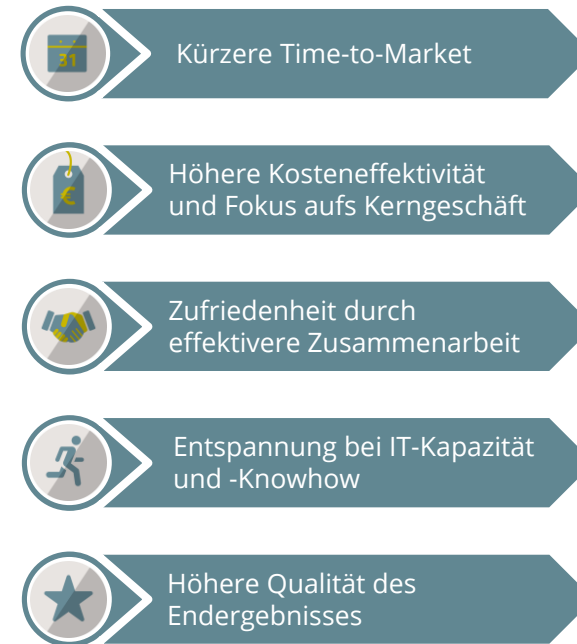 31
Kürzere Time-to-Market
€
Höhere Kosteneffektivität
und Fokus aufs Kerngeschäft
Zufriedenheit durch
effektivere Zusammenarbeit
Entspannung bei IT-Kapazität
und -Knowhow
Höhere Qualität des
Endergebnisses